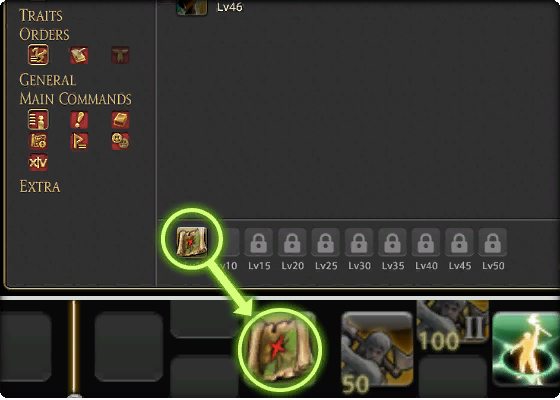 Lv46
TRAITS
ORDERS
GENERAL
MAIN COMMANDS
XIV
EXTRA
Lv10 Lv15 Lv20 Lv25 Lv30 Lv35 Lv40 Lv45 Lv50
50
100 II